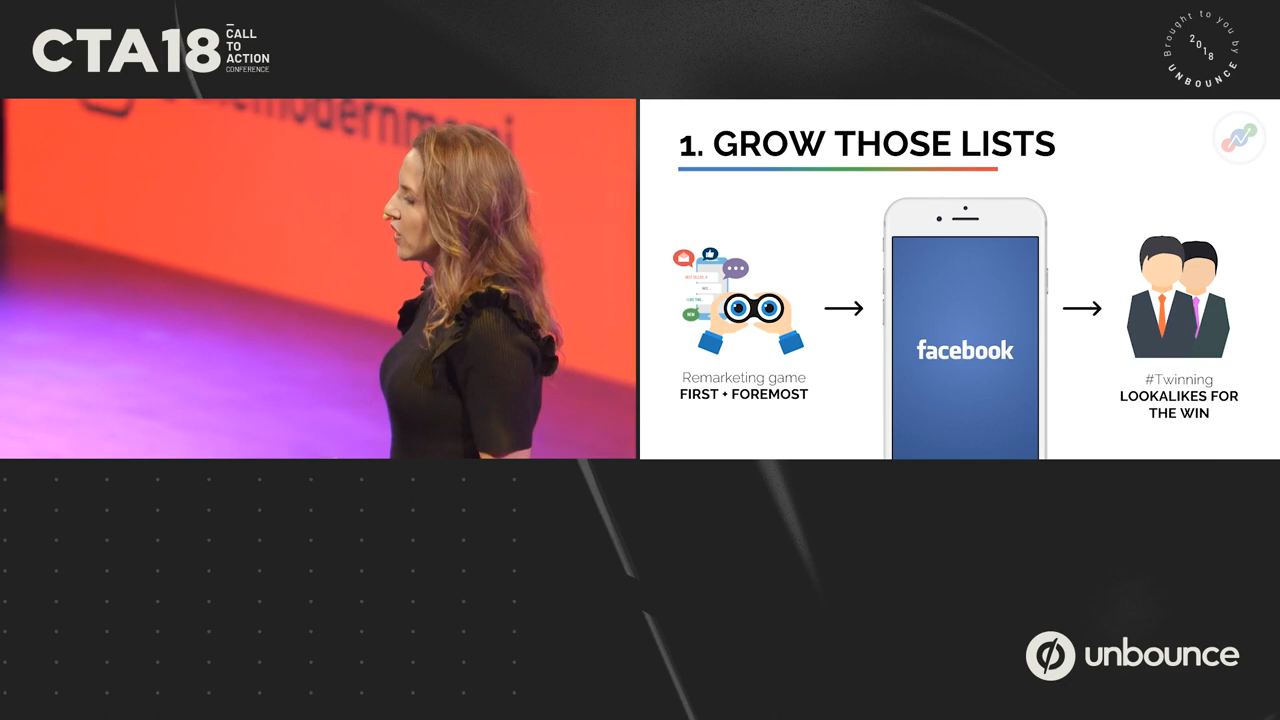 CTA18
CALL
TO
ACTION
CONFERENCE
Brought to you by
2018
UNBOUNCE
1. GROW THOSE LISTS
facebook
Remarketing game
FIRST + FOREMOST
#Twinning
LOOKALIKES FOR
THE WIN
unbounce